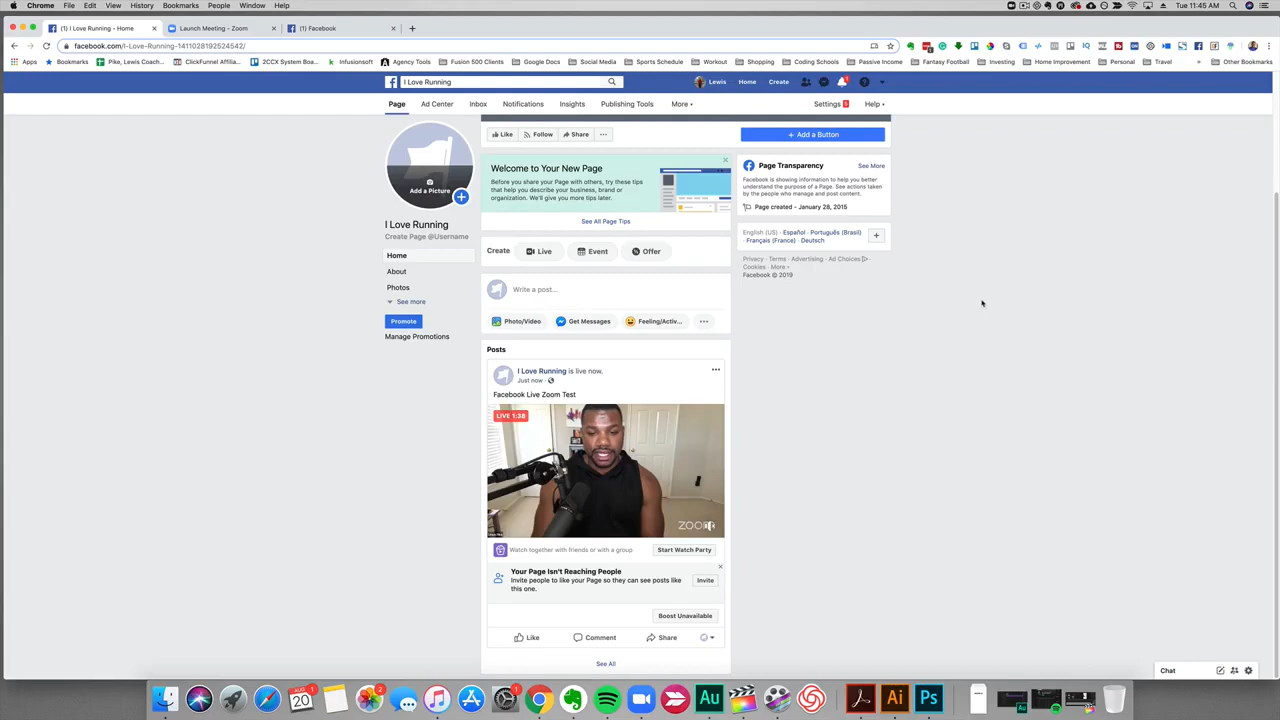 Chrome File Edit View History Bookmarks People Window Help Tue 11:45 AM
(1) I Love Running - Home Launch Meeting - Zoom (1) Facebook
facebook.com/I-Love-Running-1411028192524542/
Apps Bookmarks Pike, Lewis Coach... ClickFunnel Affilia... 2CCX System Boar... Infusionsoft Agency Tools Fusion 500 Clients Google Docs Social Media Sports Schedule Workout Shopping Coding Schools Passive Income Fantasy Football Investing Home Improvement Personal Travel » Other Bookmarks
I Love Running Lewis Home Create
Page Ad Center Inbox Notifications Insights Publishing Tools More Settings Help
Like Follow Share ... + Add a Button
Add a Picture
I Love Running
Create Page @Username
Home
About
Photos
See more
Promote
Manage Promotions
Welcome to Your New Page
Before you share your Page with others, try these tips
that help you describe your business, brand or
organization. We'll give you more tips later.
See All Page Tips
Create Live Event Offer
Write a post...
Photo/Video Get Messages Feeling/Activ... ...
Posts
I Love Running is live now.
Just now ·
Facebook Live Zoom Test
LIVE 1:38
ZOOM
Watch together with friends or with a group Start Watch Party
Your Page Isn't Reaching People
Invite people to like your Page so they can see posts like
this one.
Invite
Boost Unavailable
Like Comment Share
See All
Page Transparency See More
Facebook is showing information to help you better
understand the purpose of a Page. See actions taken
by the people who manage and post content.
Page created - January 28, 2015
English (US) · Español · Português (Brasil)
· Français (France) · Deutsch
Privacy · Terms · Advertising · Ad Choices ·
Cookies · More
Facebook © 2019
Chat
AUG
20
Au Ai Ps